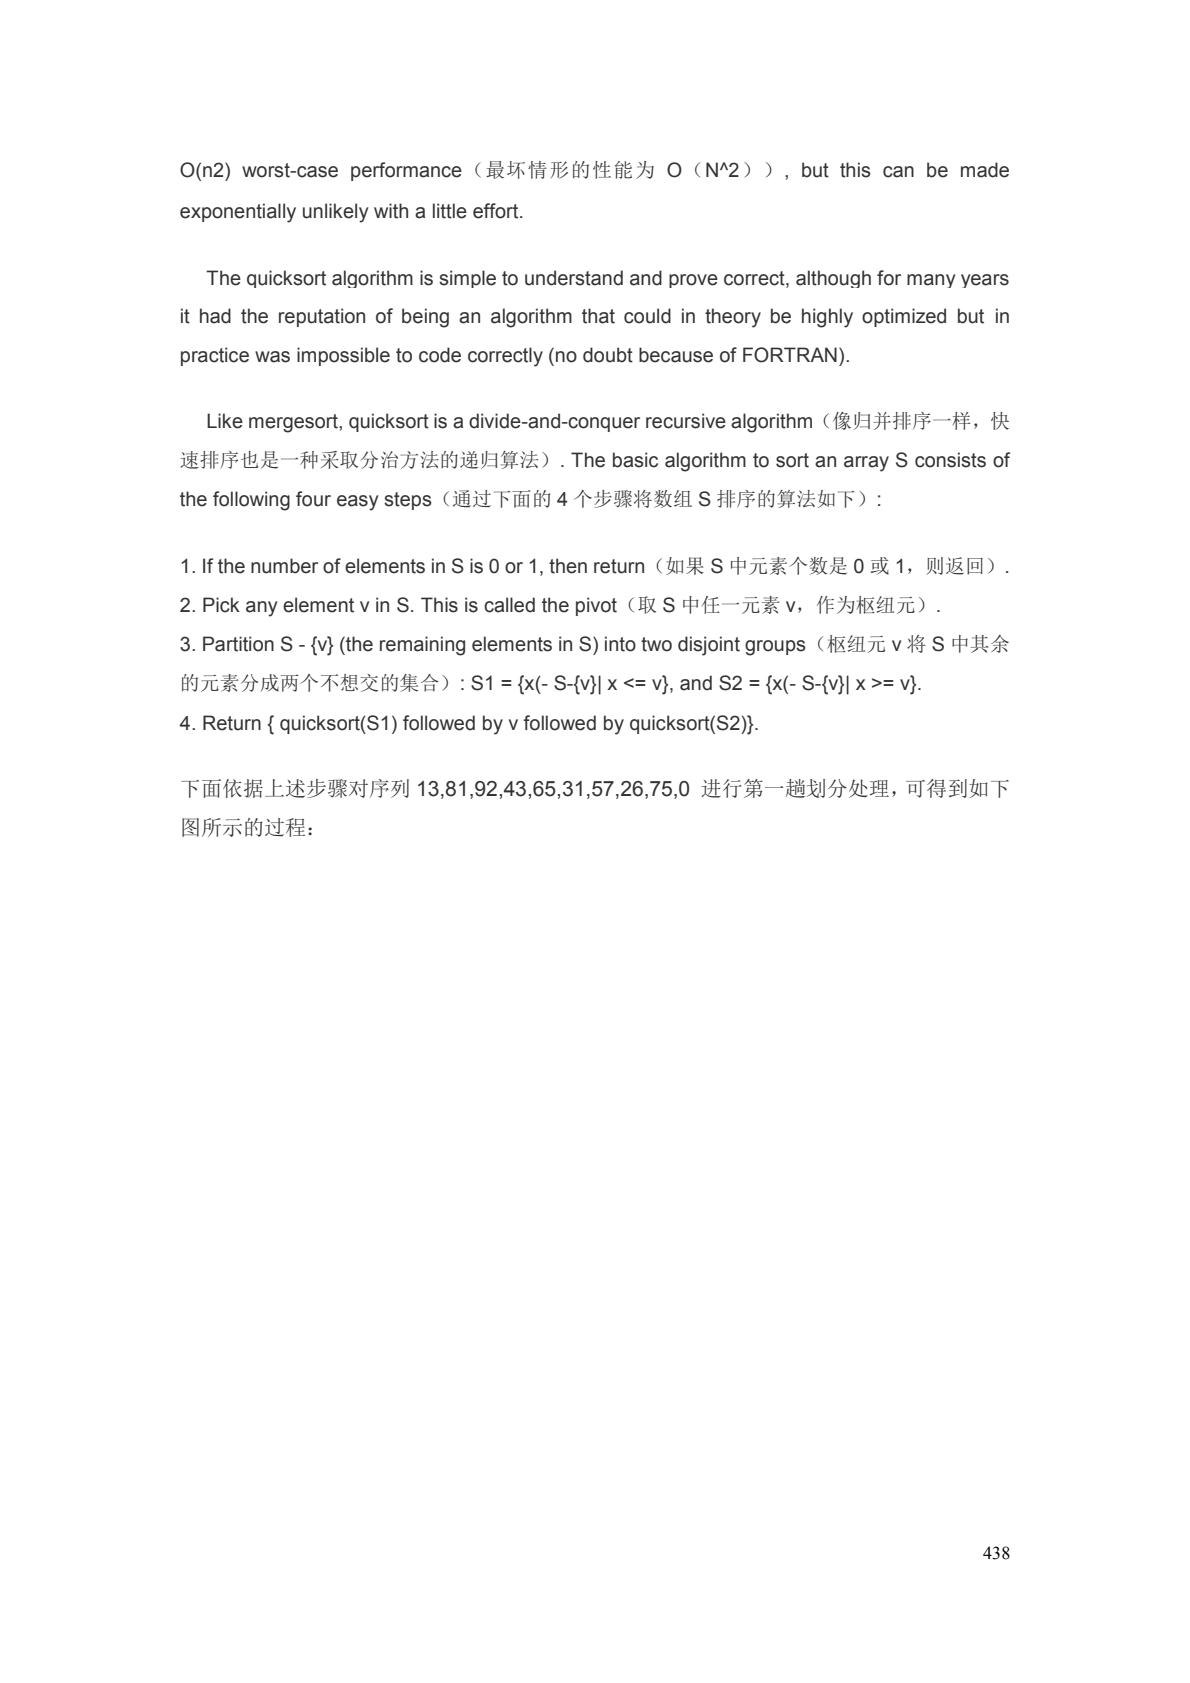 O(n2) worst-case performance（最坏情形的性能为 O（N^2））, but this can be made
exponentially unlikely with a little effort.
The quicksort algorithm is simple to understand and prove correct, although for many years
it had the reputation of being an algorithm that could in theory be highly optimized but in
practice was impossible to code correctly (no doubt because of FORTRAN).
Like mergesort, quicksort is a divide-and-conquer recursive algorithm（像归并排序一样，快
速排序也是一种采取分治方法的递归算法）. The basic algorithm to sort an array S consists of
the following four easy steps（通过下面的 4 个步骤将数组 S 排序的算法如下）:
1. If the number of elements in S is 0 or 1, then return（如果 S 中元素个数是 0 或 1，则返回）.
2. Pick any element v in S. This is called the pivot（取 S 中任一元素 v，作为枢纽元）.
3. Partition S - {v} (the remaining elements in S) into two disjoint groups（枢纽元 v 将 S 中其余
的元素分成两个不想交的集合）: S1 = {x(- S-{v}| x <= v}, and S2 = {x(- S-{v}| x >= v}.
4. Return { quicksort(S1) followed by v followed by quicksort(S2)}.
下面依据上述步骤对序列 13,81,92,43,65,31,57,26,75,0 进行第一趟划分处理，可得到如下
图所示的过程：
438